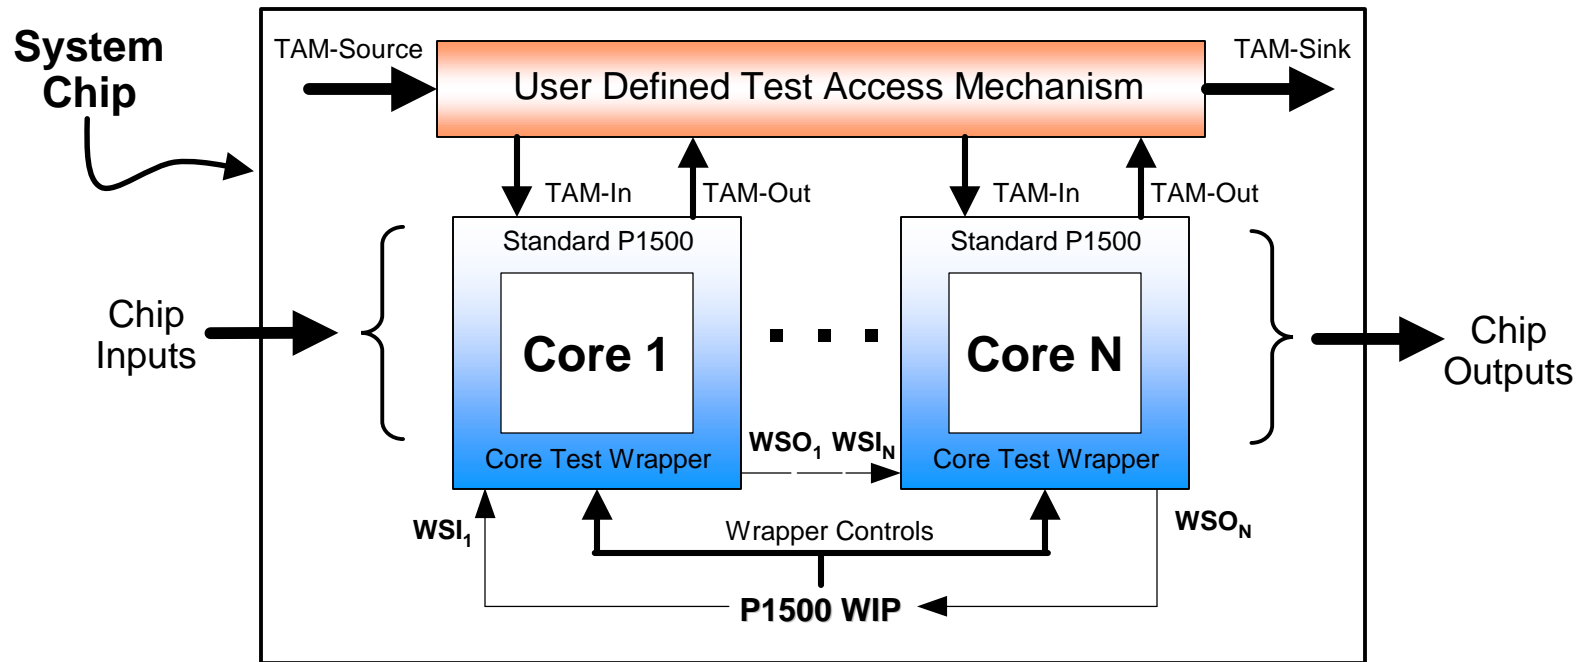 System
Chip
TAM-Source
User Defined Test Access Mechanism
TAM-Sink
TAM-In
TAM-Out
TAM-In
TAM-Out
Standard P1500
Core 1
Core Test Wrapper
Standard P1500
Core N
Core Test Wrapper
Chip
Inputs
Chip
Outputs
WSO1 WSIN
WSI1
Wrapper Controls
WSON
P1500 WIP